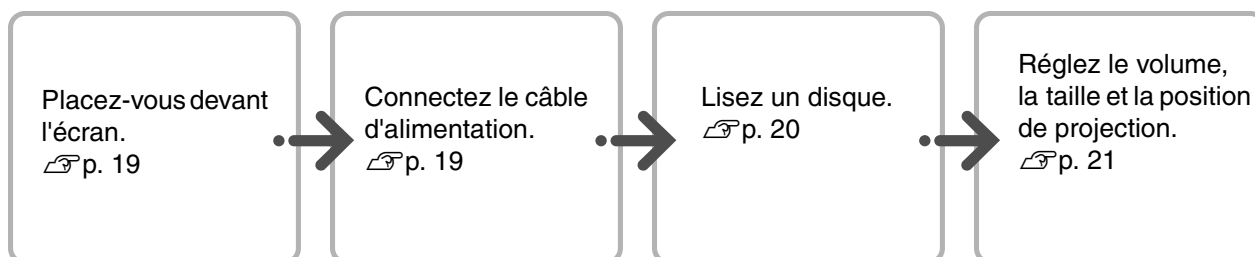 Placez-vous devant
l'écran.
☞p. 19
Connectez le câble
d'alimentation.
☞p. 19
Lisez un disque.
☞p. 20
Réglez le volume,
la taille et la position
de projection.
☞p. 21